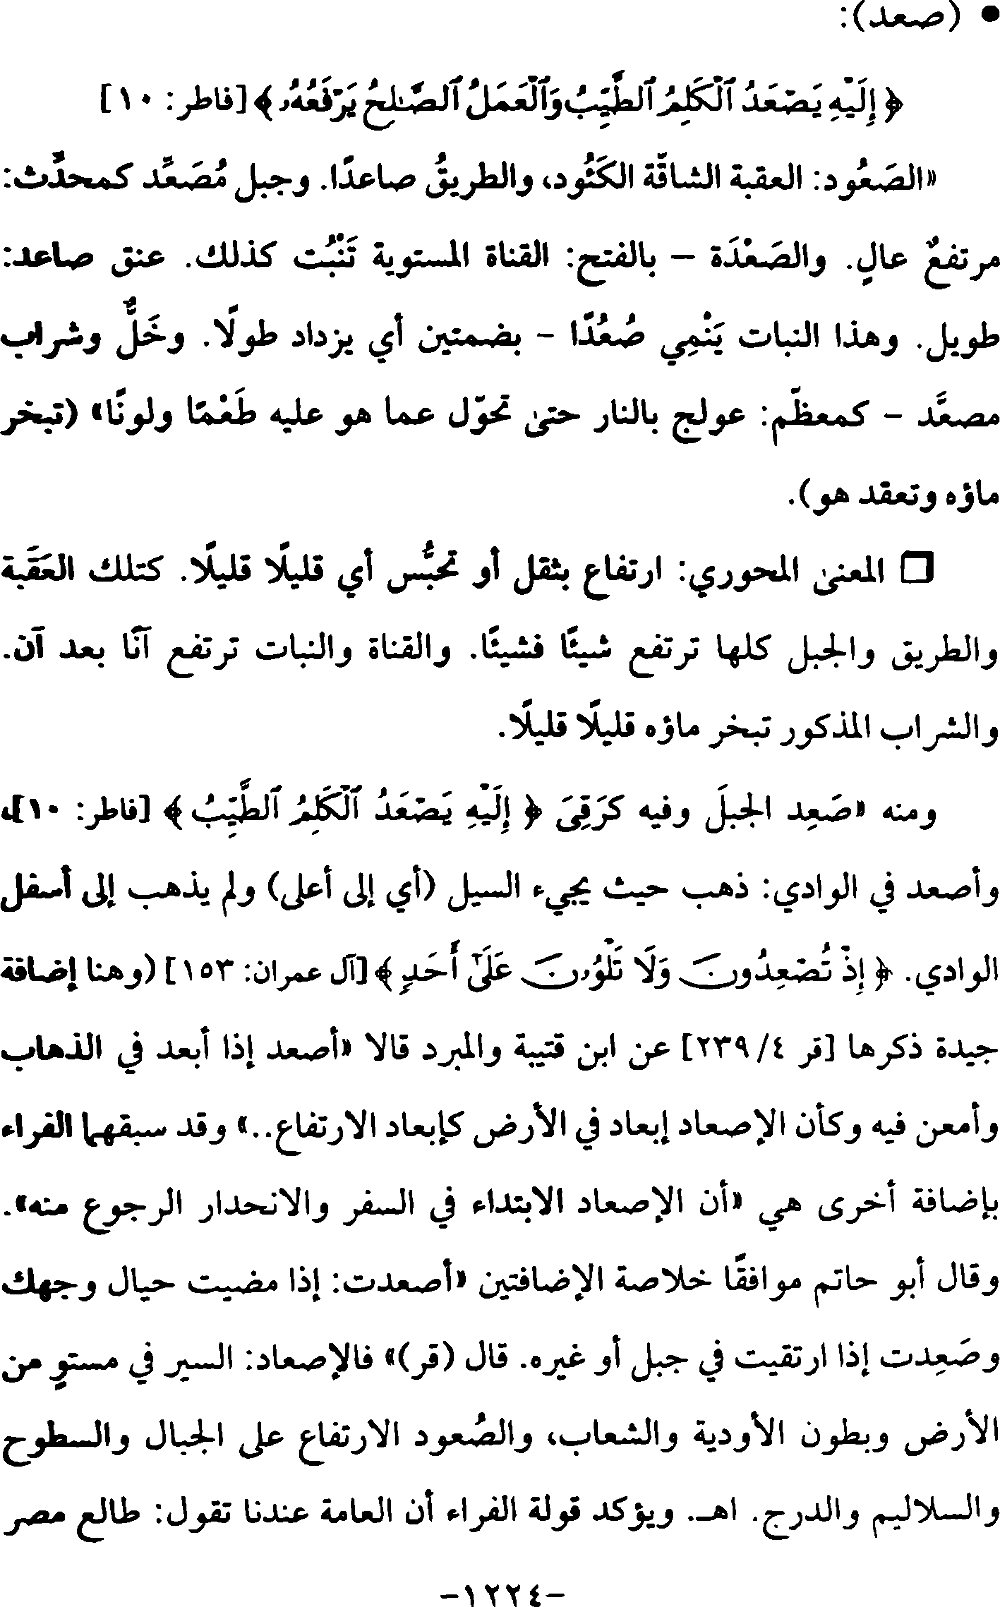 • (صعد):
﴿ إِلَيْهِ يَصْعَدُ ٱلْكَلِمُ ٱلطَّيِّبُ وَٱلْعَمَلُ ٱلصَّـٰلِحُ يَرْفَعُهُۥ ﴾ [فاطر: ١٠]
«الصَعُود: العقبة الشاقّة الكَئُود، والطريقُ صاعدًا. وجبل مُصَعِّد كمحدِّث:
مرتفعٌ عالٍ. والصَعْدَة – بالفتح: القناة المستوية تَنْبُت كذلك. عنق صاعد:
طويل. وهذا النبات يَنْمِي صُعُدًا – بضمتين أي يزداد طولًا. وخَلٌّ وشراب
مصعَّد – كمعظّم: عولج بالنار حتى تحوّل عما هو عليه طَعْمًا ولونًا» (تبخر
ماؤه وتعقد هو).
❑ المعنى المحوري: ارتفاع بثقل أو تحبُّس أي قليلًا قليلًا. كتلك العَقَبة
والطريق والجبل كلها ترتفع شيئًا فشيئًا. والقناة والنبات ترتفع آنًا بعد آن.
والشراب المذكور تبخر ماؤه قليلًا قليلًا.
ومنه «صَعِد الجبلَ وفيه كرَقِيَ ﴿ إِلَيْهِ يَصْعَدُ ٱلْكَلِمُ ٱلطَّيِّبُ ﴾ [فاطر: ١٠]،
وأصعد في الوادي: ذهب حيث يجيء السيل (أي إلى أعلى) ولم يذهب إلى أسفل
الوادي. ﴿ إِذْ تُصْعِدُونَ وَلَا تَلْوُۥنَ عَلَىٰٓ أَحَدٍ ﴾ [آل عمران: ١٥٣] (وهنا إضافة
جيدة ذكرها [قر ٤/ ٢٣٩] عن ابن قتيبة والمبرد قالا «أصعد إذا أبعد في الذهاب
وأمعن فيه وكأن الإصعاد إبعاد في الأرض كإبعاد الارتفاع..» وقد سبقهما الفراء
بإضافة أخرى هي «أن الإصعاد الابتداء في السفر والانحدار الرجوع منه».
وقال أبو حاتم موافقًا خلاصة الإضافتين «أصعدت: إذا مضيت حيال وجهك
وصَعِدت إذا ارتقيت في جبل أو غيره. قال (قر)» فالإصعاد: السير في مستوٍ من
الأرض وبطون الأودية والشعاب، والصُعود الارتفاع على الجبال والسطوح
والسلاليم والدرج. اهـ. ويؤكد قولة الفراء أن العامة عندنا تقول: طالع مصر
-١٢٢٤-